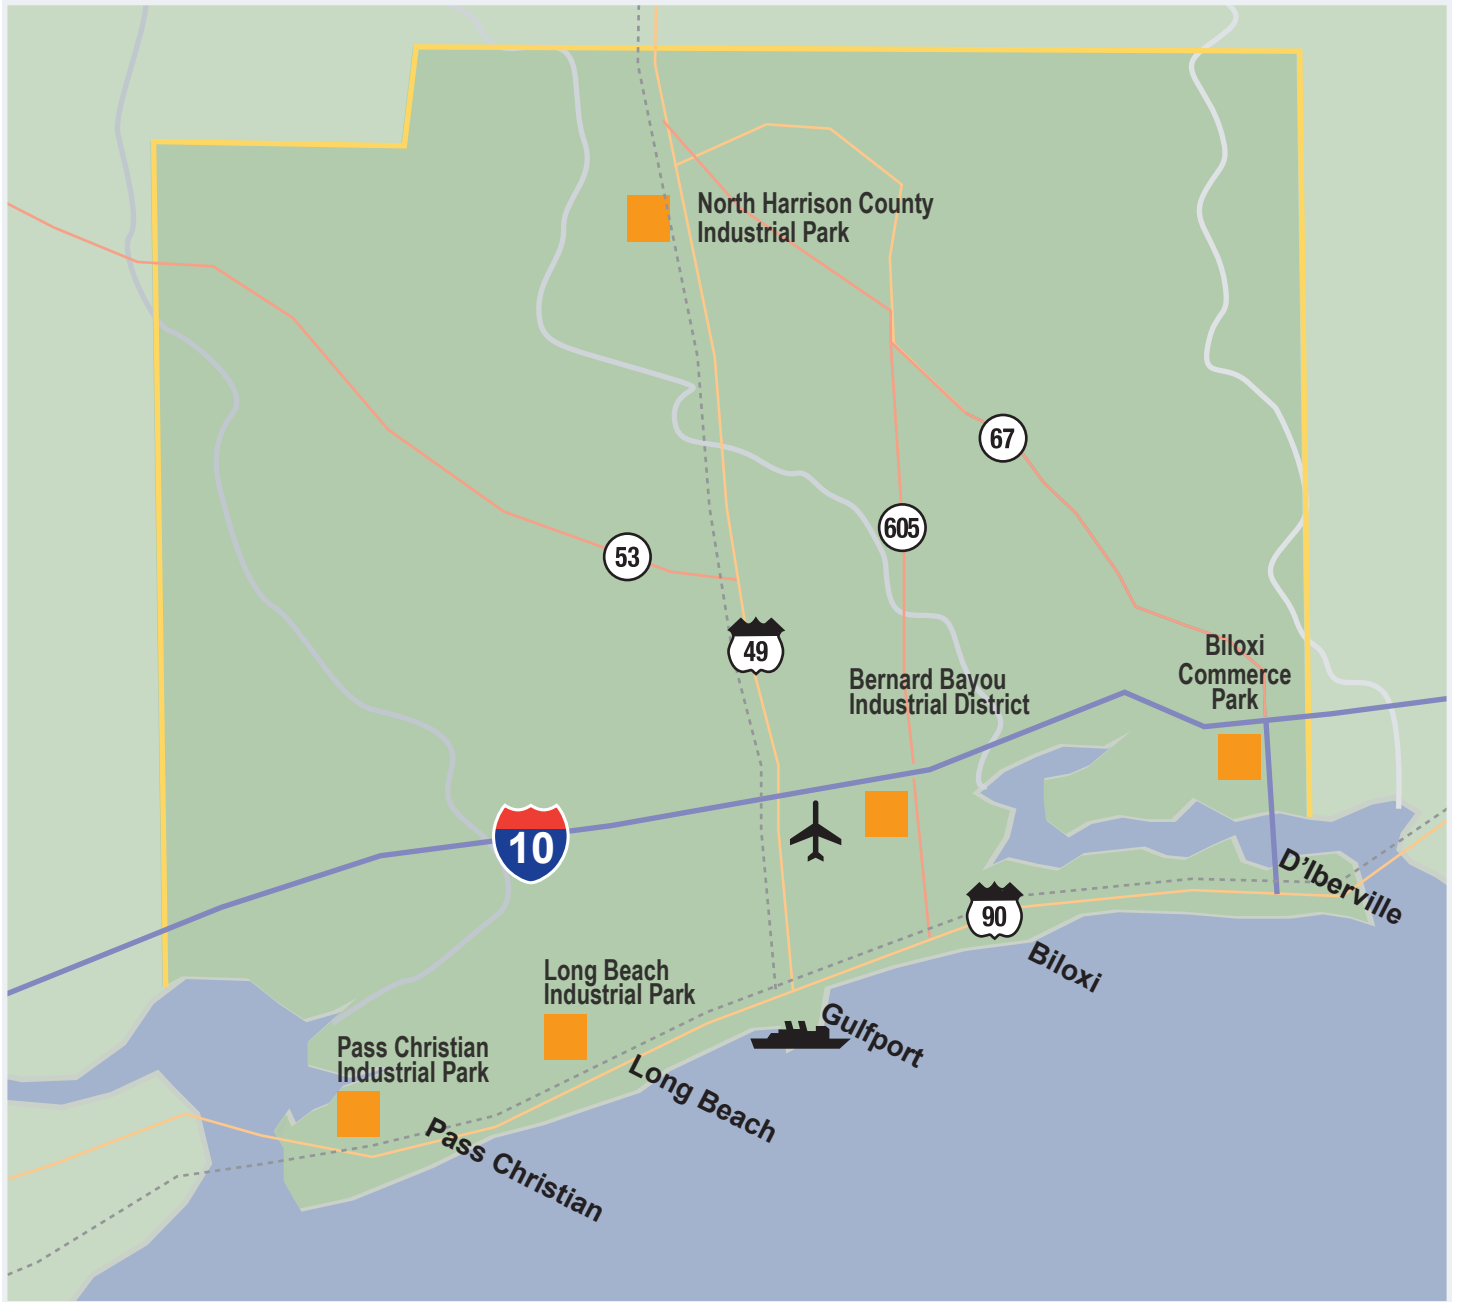 North Harrison County
Industrial Park
67
605
53
49
Biloxi
Commerce
Park
Bernard Bayou
Industrial District
10
D'Iberville
90
Biloxi
Long Beach
Industrial Park
Gulfport
Pass Christian
Industrial Park
Long Beach
Pass Christian